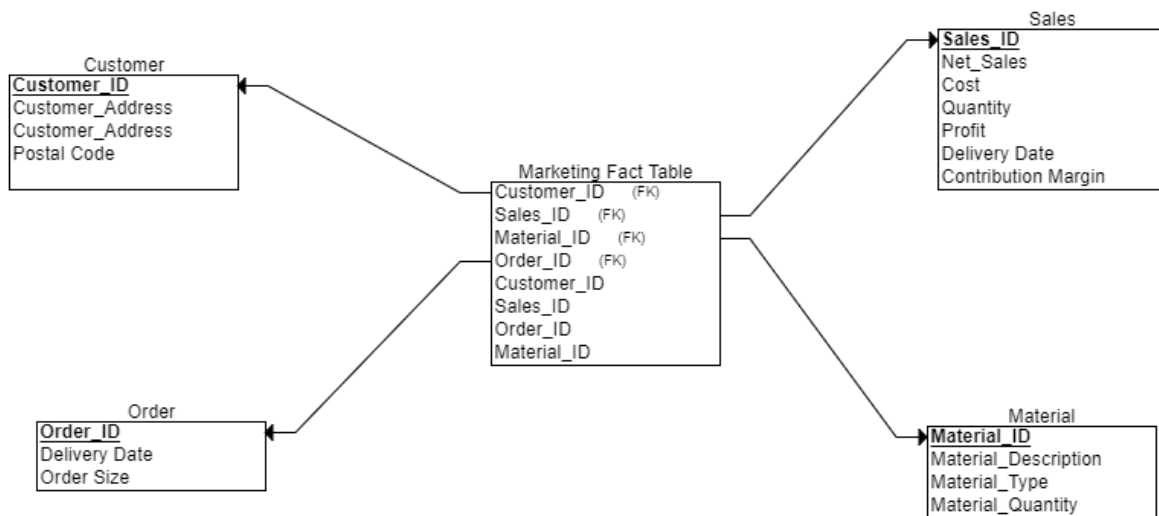 Customer
Customer_ID
Customer_Address
Customer_Address
Postal Code
Sales
Sales_ID
Net_Sales
Cost
Quantity
Profit
Delivery Date
Contribution Margin
Marketing Fact Table
Customer_ID (FK)
Sales_ID (FK)
Material_ID (FK)
Order_ID (FK)
Customer_ID
Sales_ID
Order_ID
Material_ID
Order
Order_ID
Delivery Date
Order Size
Material
Material_ID
Material_Description
Material_Type
Material_Quantity